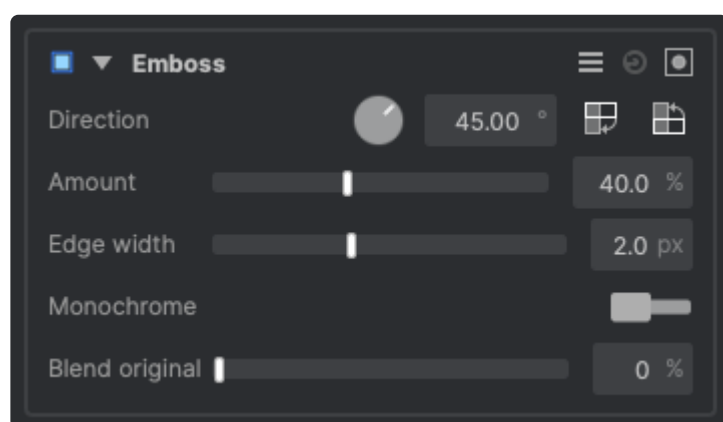 Emboss
Direction 45.00 °
Amount 40.0 %
Edge width 2.0 px
Monochrome
Blend original 0 %